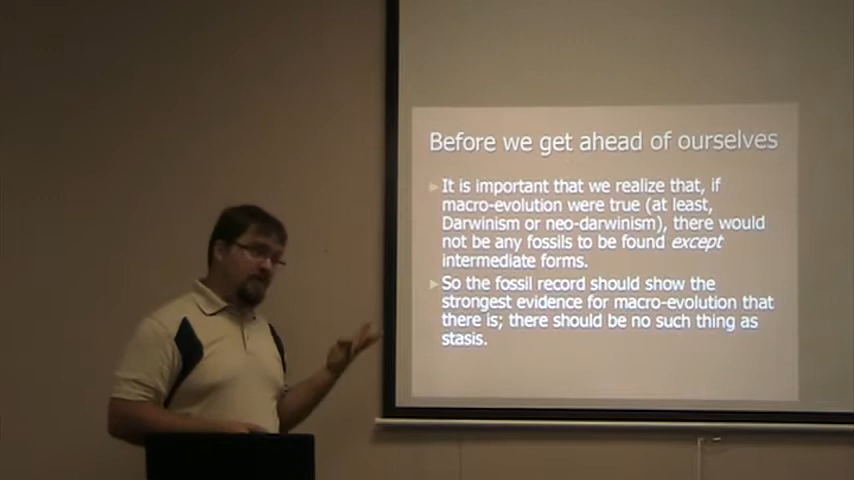 Before we get ahead of ourselves
It is important that we realize that, if
macro-evolution were true (at least,
Darwinism or neo-darwinism), there would
not be any fossils to be found except
intermediate forms.
So the fossil record should show the
strongest evidence for macro-evolution that
there is; there should be no such thing as
stasis.